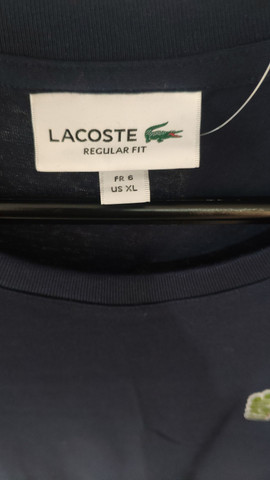 LACOSTE
REGULAR FIT
FR 6
US XL